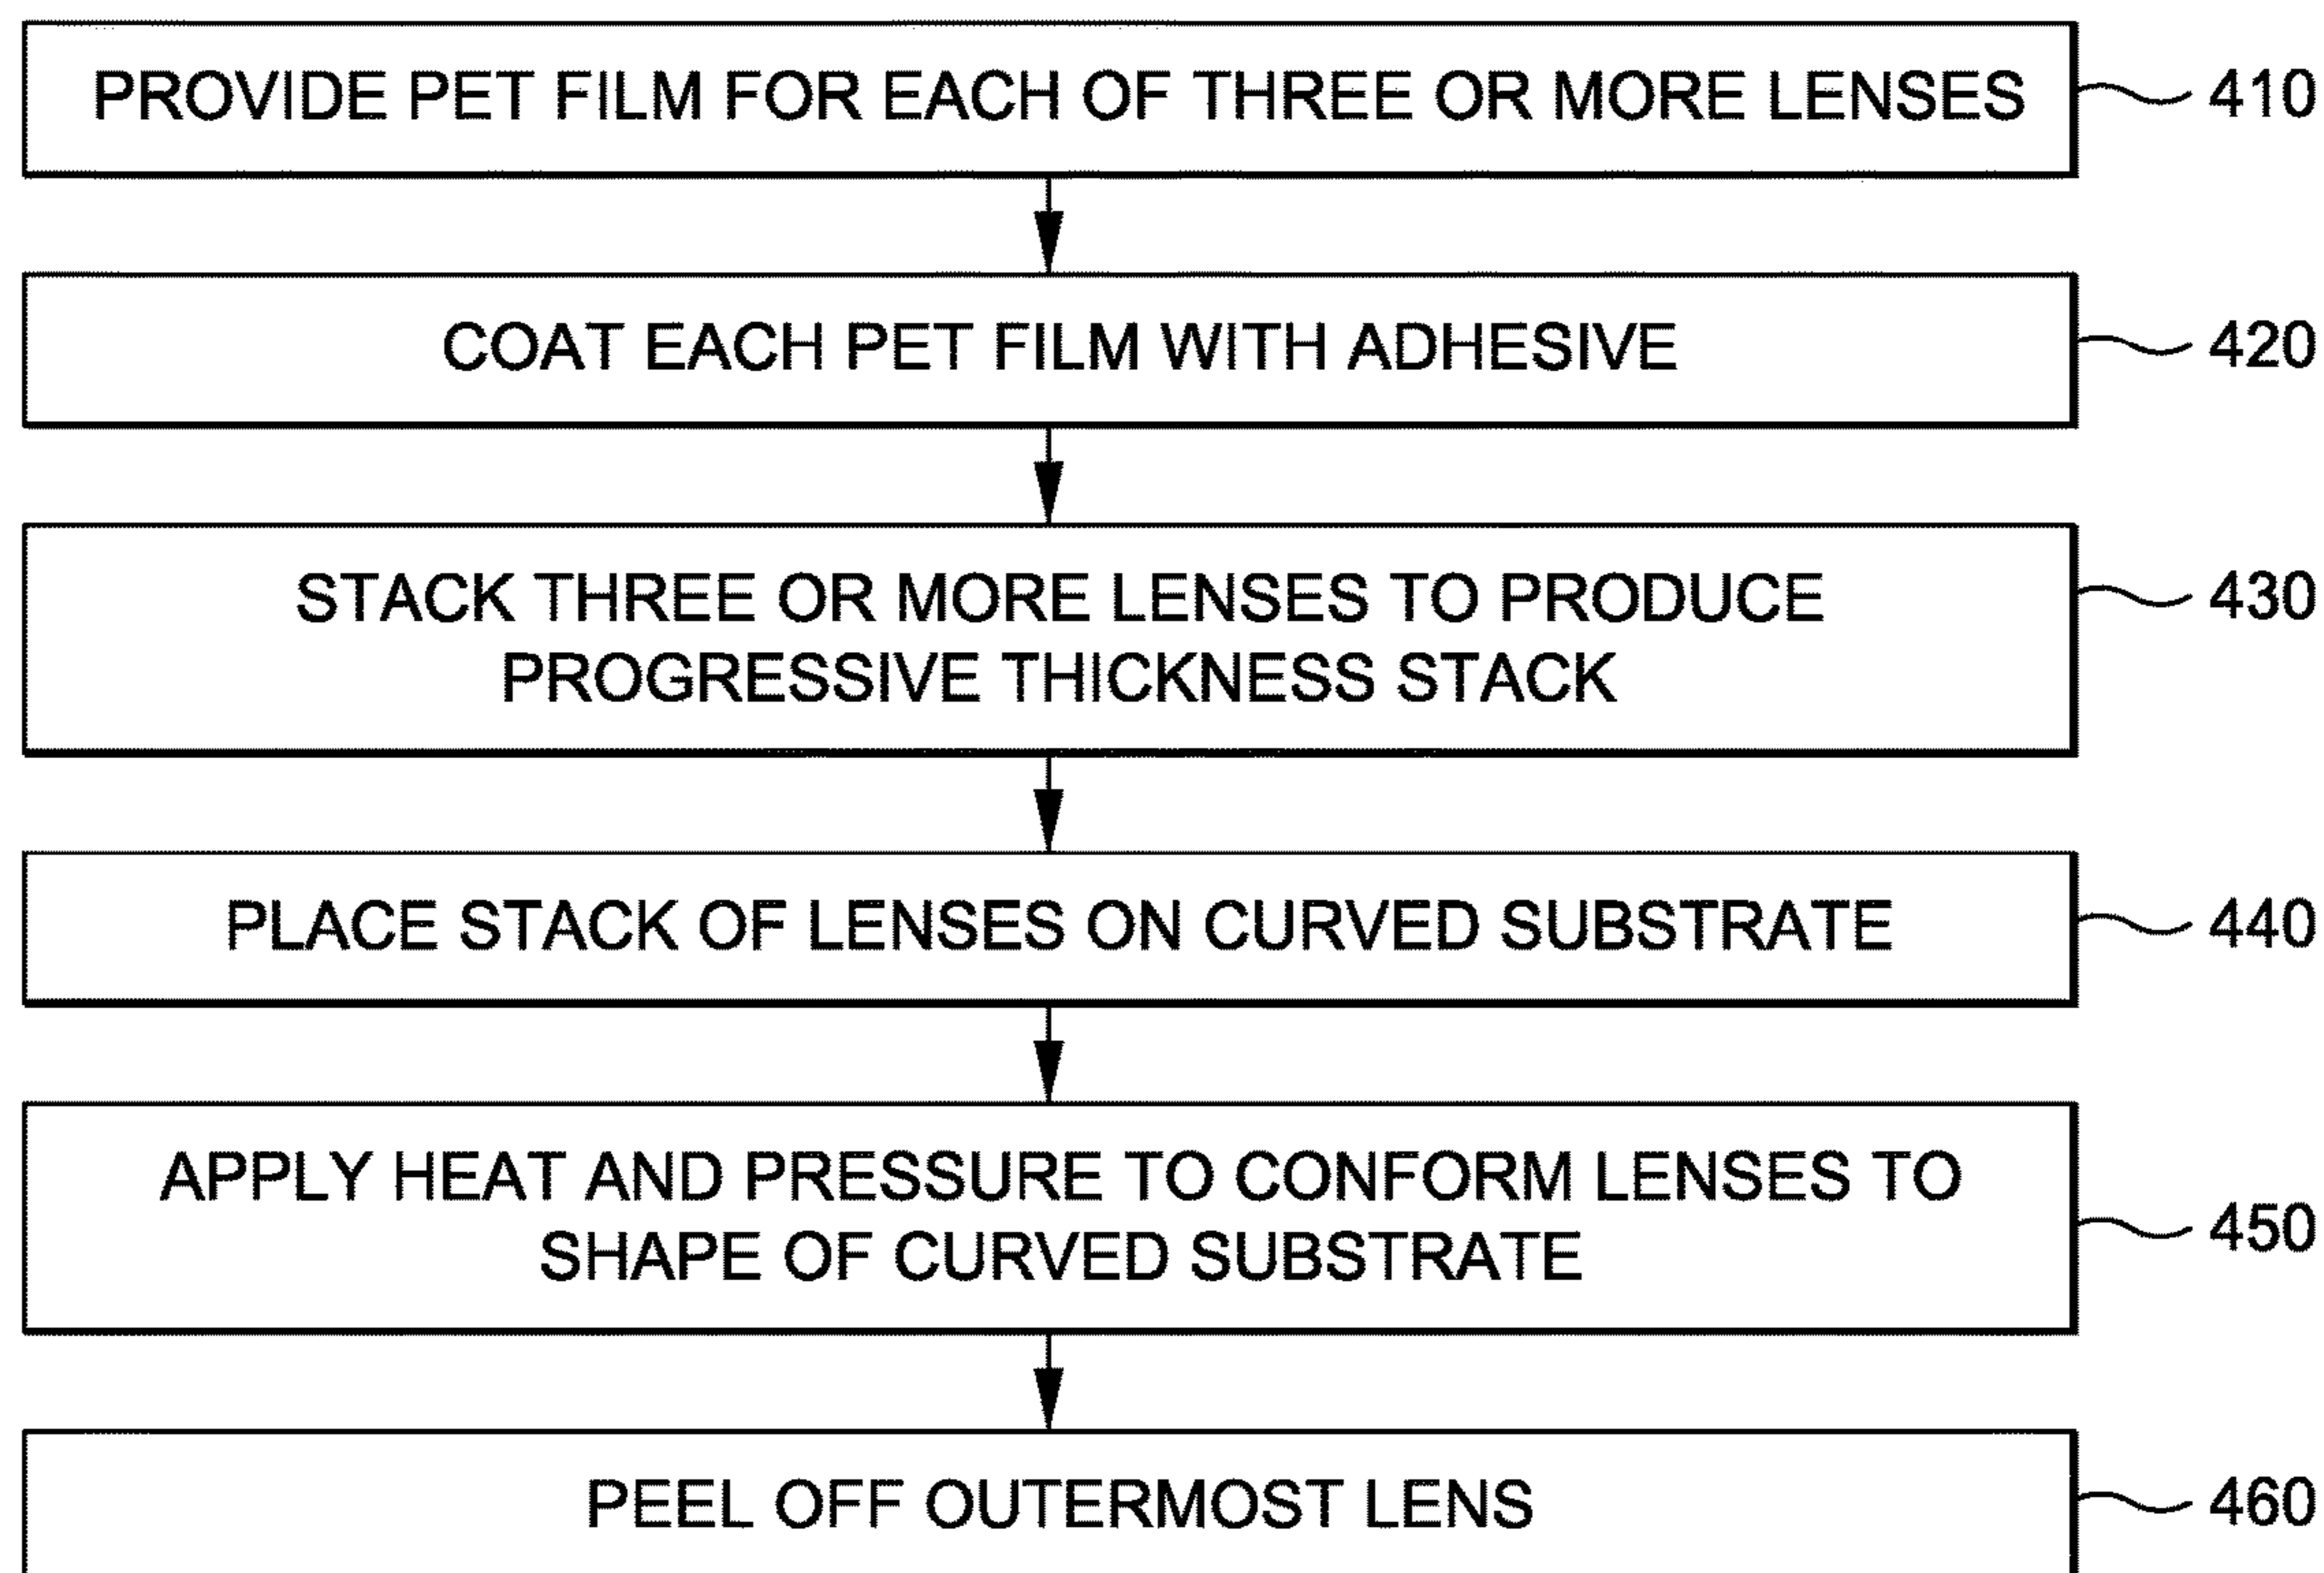 PROVIDE PET FILM FOR EACH OF THREE OR MORE LENSES 410
COAT EACH PET FILM WITH ADHESIVE 420
STACK THREE OR MORE LENSES TO PRODUCE 430
PROGRESSIVE THICKNESS STACK
PLACE STACK OF LENSES ON CURVED SUBSTRATE 440
APPLY HEAT AND PRESSURE TO CONFORM LENSES TO
SHAPE OF CURVED SUBSTRATE 450
PEEL OFF OUTERMOST LENS 460